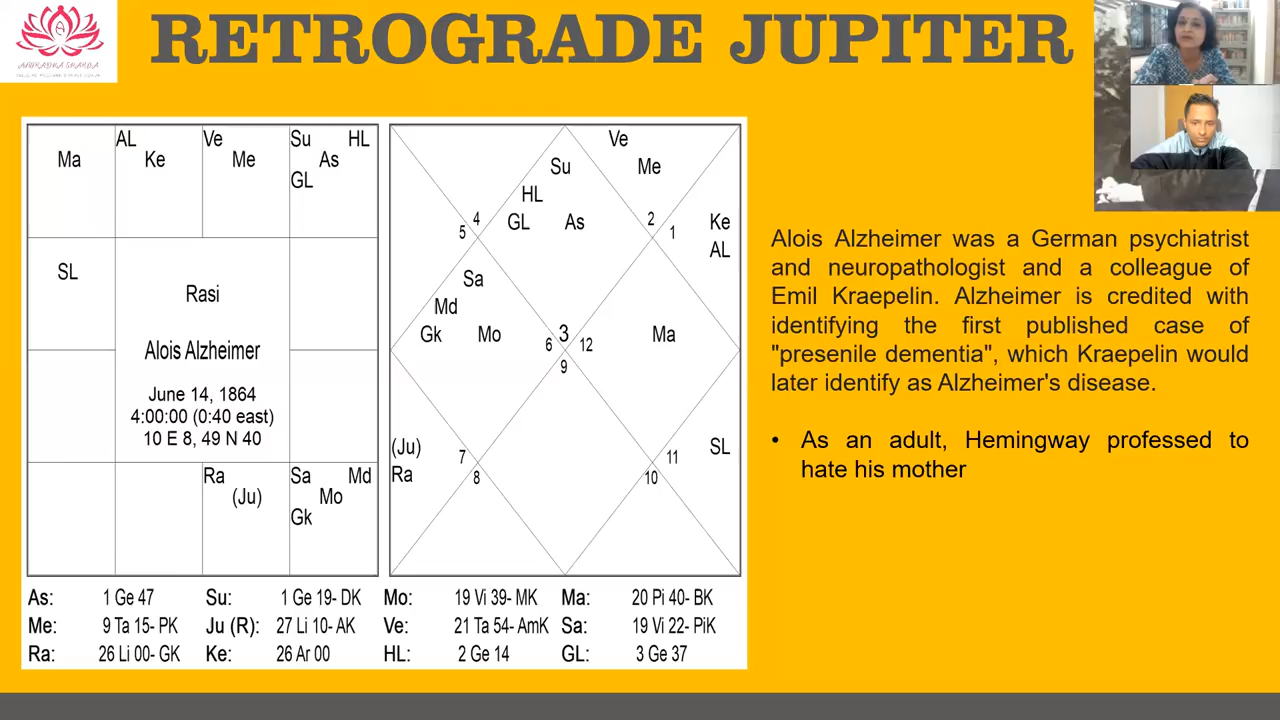 RETROGRADE JUPITER
ANURADHA SHARDA
Ma
AL
Ke
Ve
Me
Su HL
As
GL
SL
Rasi
Alois Alzheimer
June 14, 1864
4:00:00 (0:40 east)
10 E 8, 49 N 40
Ra
(Ju)
Sa Md
Mo
Gk
Ve
Su Me
HL
GL As
4 2
5 1
Ke
AL
Sa
Md
Gk Mo
3
6 12
9
Ma
(Ju)
Ra
7 11
8 10
SL
As: 1 Ge 47 Su: 1 Ge 19- DK Mo: 19 Vi 39- MK Ma: 20 Pi 40- BK
Me: 9 Ta 15- PK Ju (R): 27 Li 10- AK Ve: 21 Ta 54- AmK Sa: 19 Vi 22- PiK
Ra: 26 Li 00- GK Ke: 26 Ar 00 HL: 2 Ge 14 GL: 3 Ge 37
Alois Alzheimer was a German psychiatrist
and neuropathologist and a colleague of
Emil Kraepelin. Alzheimer is credited with
identifying the first published case of
"presenile dementia", which Kraepelin would
later identify as Alzheimer's disease.
• As an adult, Hemingway professed to
hate his mother